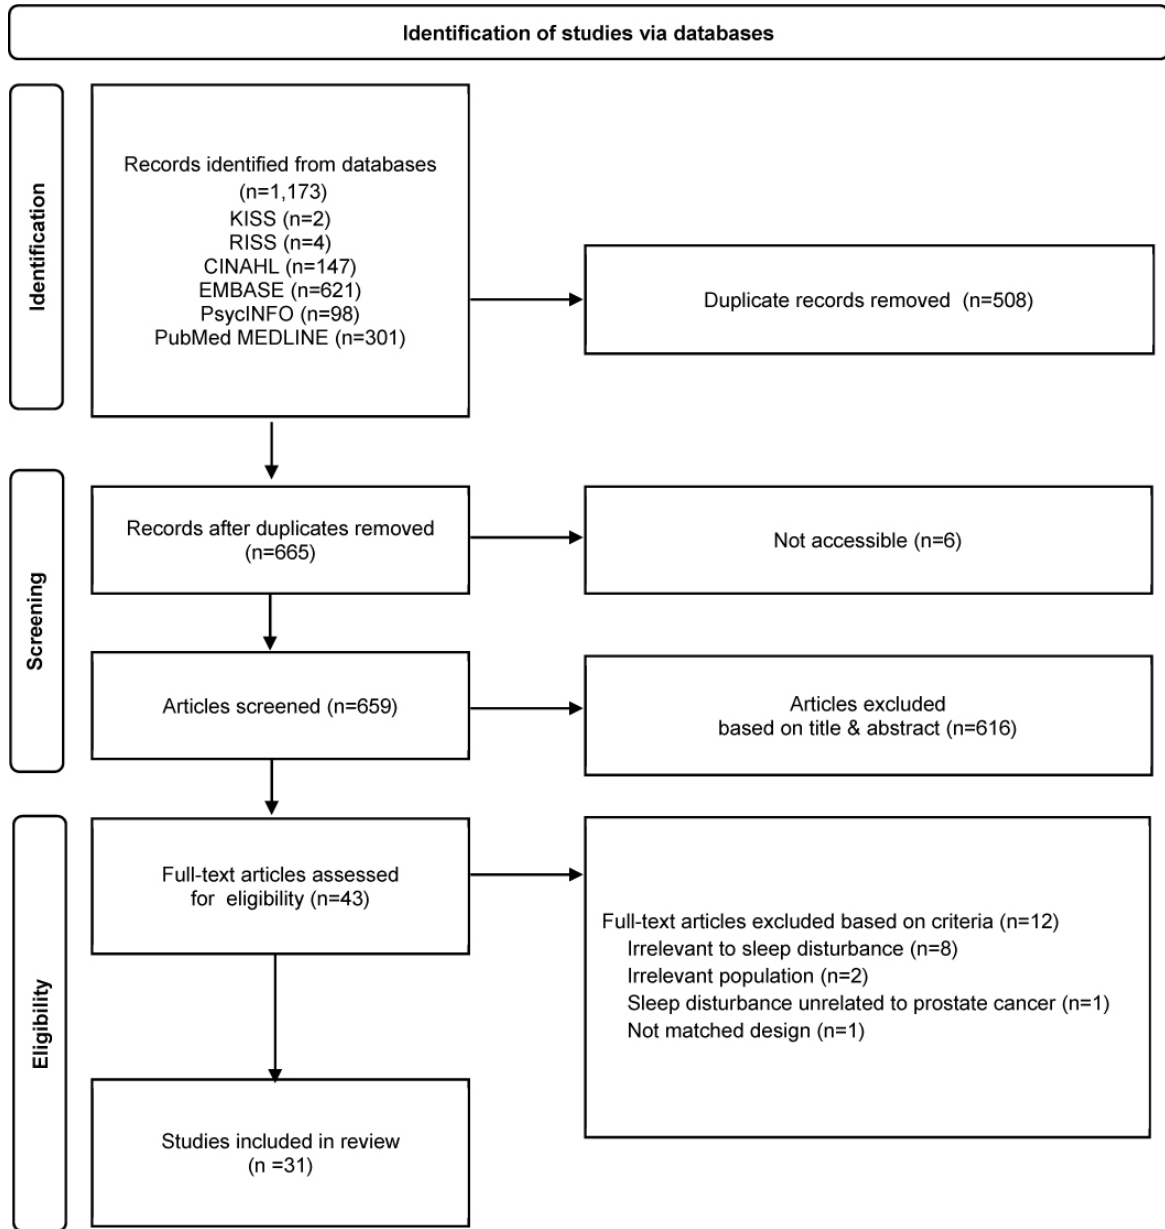 Identification of studies via databases
Identification
Records identified from databases
(n=1,173)
KISS (n=2)
RISS (n=4)
CINAHL (n=147)
EMBASE (n=621)
PsycINFO (n=98)
PubMed MEDLINE (n=301)
Duplicate records removed (n=508)
Screening
Records after duplicates removed
(n=665)
Not accessible (n=6)
Articles screened (n=659)
Articles excluded
based on title & abstract (n=616)
Eligibility
Full-text articles assessed
for eligibility (n=43)
Full-text articles excluded based on criteria (n=12)
Irrelevant to sleep disturbance (n=8)
Irrelevant population (n=2)
Sleep disturbance unrelated to prostate cancer (n=1)
Not matched design (n=1)
Studies included in review
(n =31)